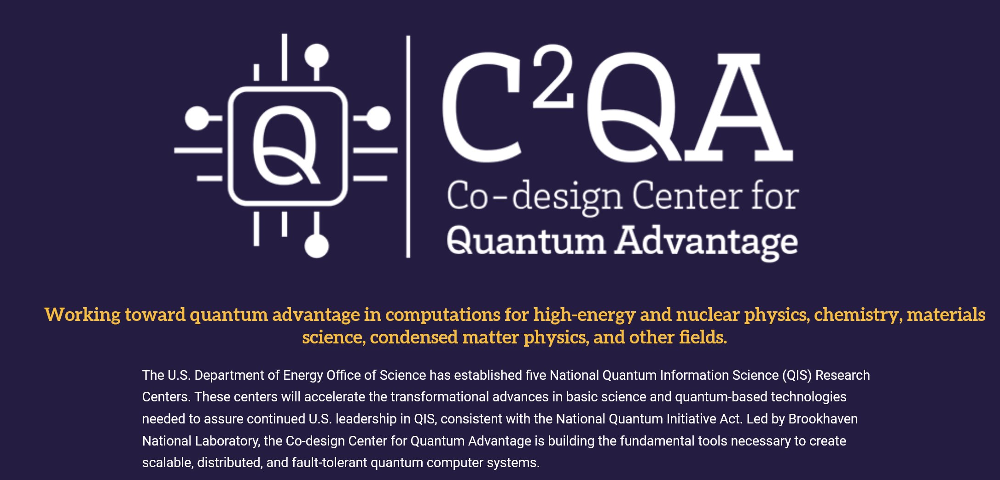 Q
C²QA
Co-design Center for
Quantum Advantage
Working toward quantum advantage in computations for high-energy and nuclear physics, chemistry, materials
science, condensed matter physics, and other fields.
The U.S. Department of Energy Office of Science has established five National Quantum Information Science (QIS) Research
Centers. These centers will accelerate the transformational advances in basic science and quantum-based technologies
needed to assure continued U.S. leadership in QIS, consistent with the National Quantum Initiative Act. Led by Brookhaven
National Laboratory, the Co-design Center for Quantum Advantage is building the fundamental tools necessary to create
scalable, distributed, and fault-tolerant quantum computer systems.